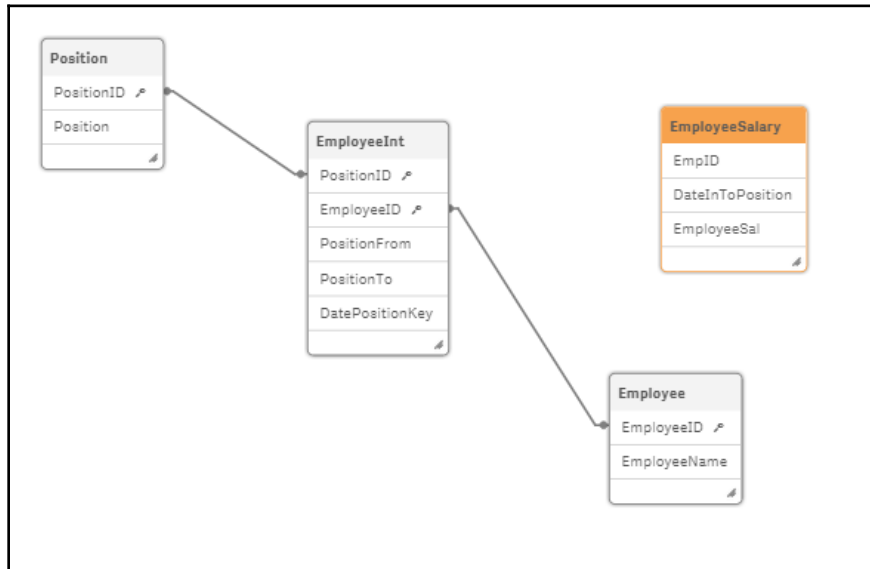 Position
PositionID
Position
EmployeeInt
PositionID
EmployeeID
PositionFrom
PositionTo
DatePositionKey
EmployeeSalary
EmpID
DateInToPosition
EmployeeSal
Employee
EmployeeID
EmployeeName